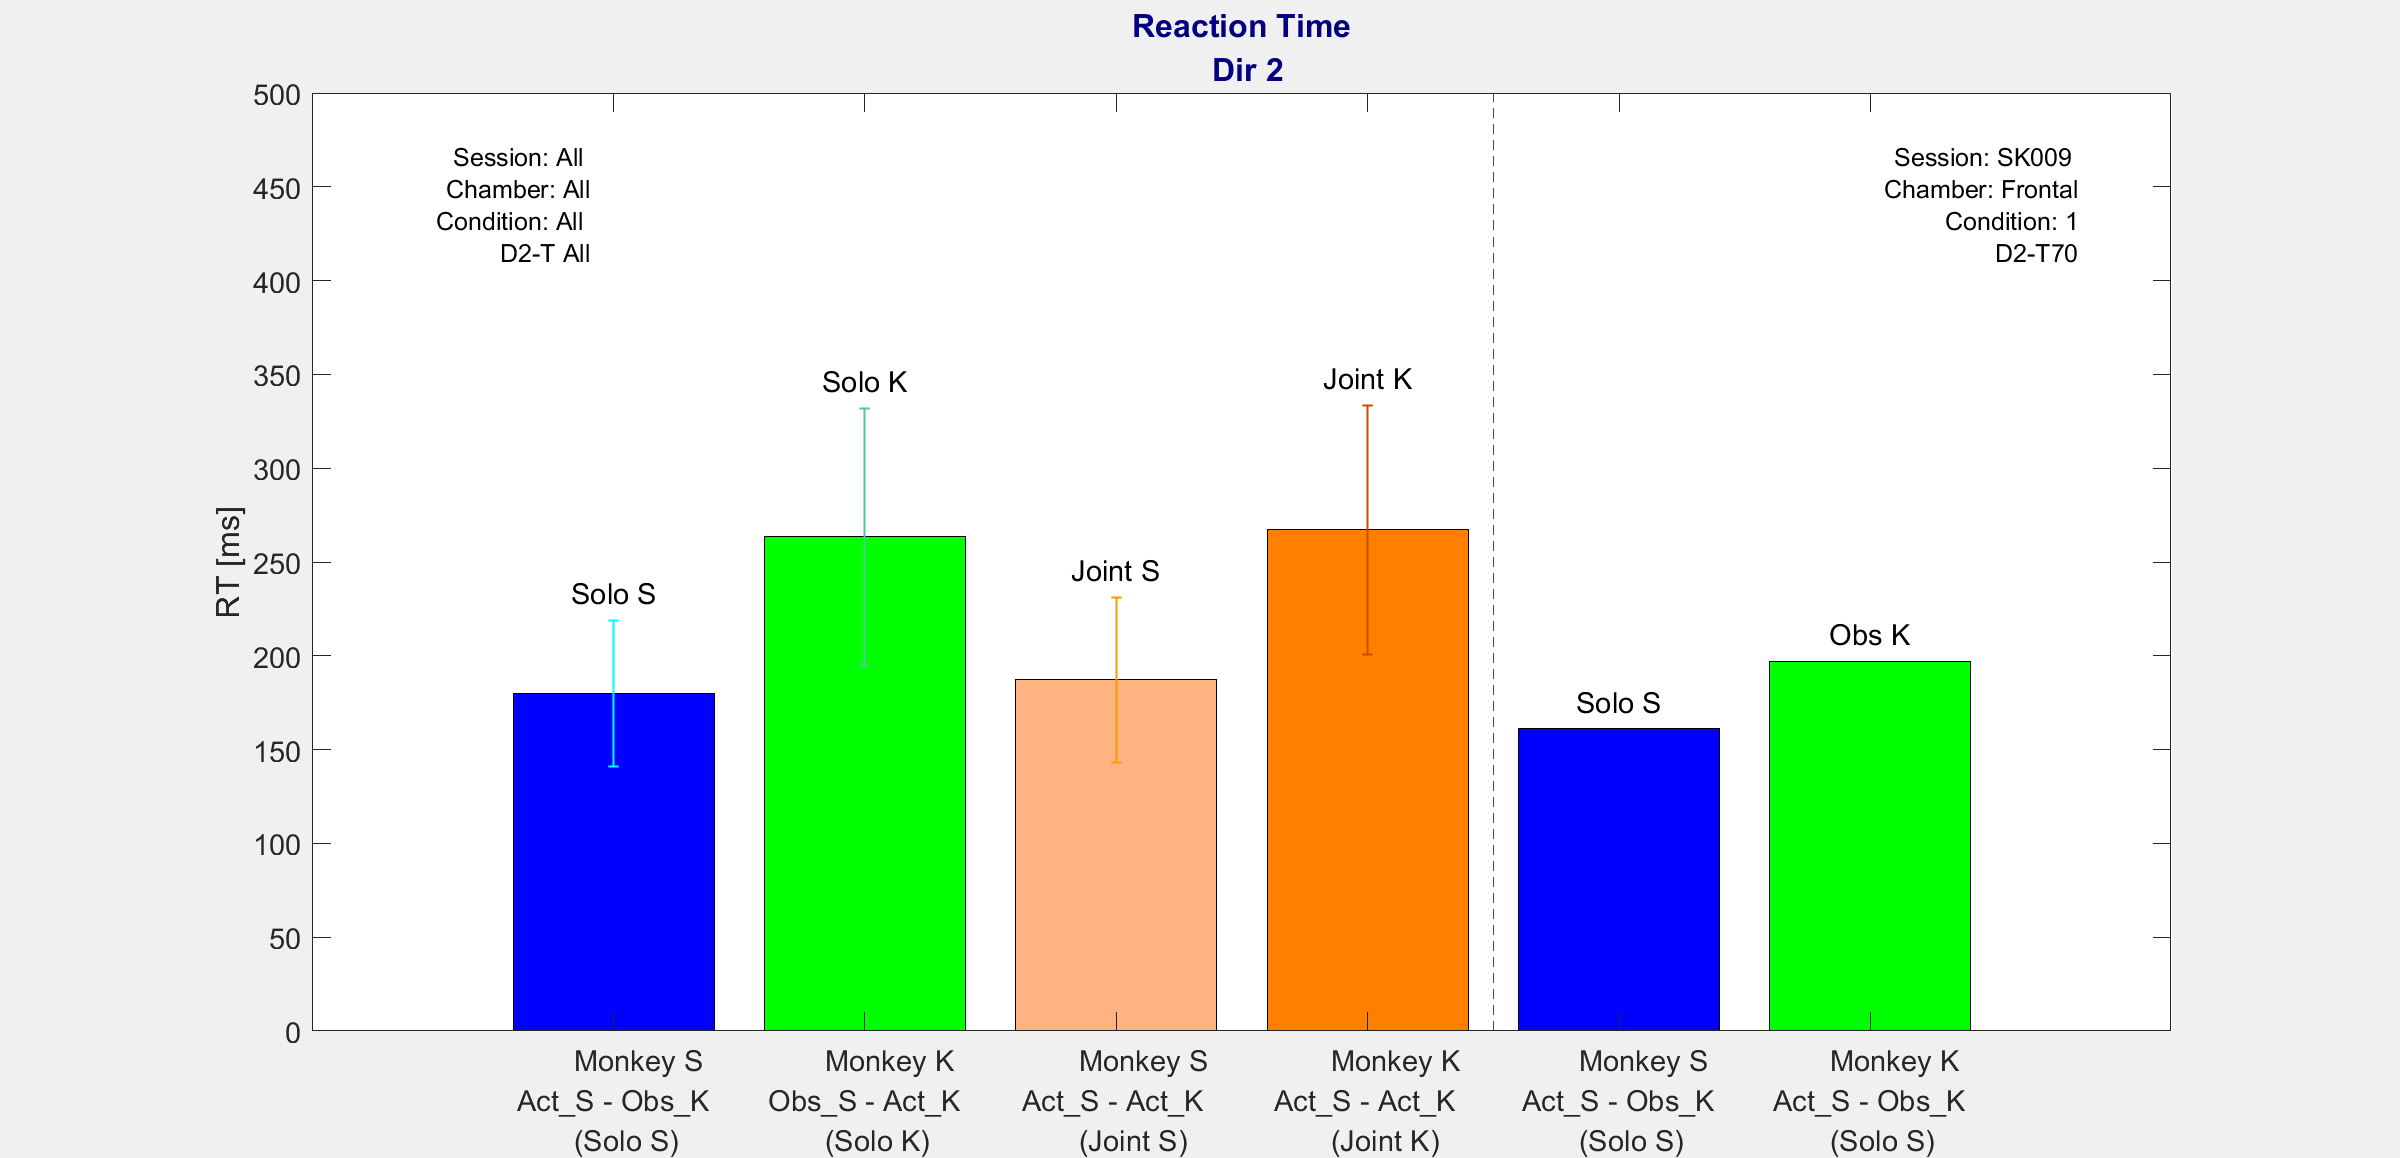 Reaction Time
Dir 2
500
450
400
350
300
250
200
150
100
50
0
RT [ms]
Session: All
Chamber: All
Condition: All
D2-T All
Session: SK009
Chamber: Frontal
Condition: 1
D2-T70
Solo S
Solo K
Joint S
Joint K
Solo S
Obs K
Monkey S
Act_S - Obs_K
(Solo S)
Monkey K
Obs_S - Act_K
(Solo K)
Monkey S
Act_S - Act_K
(Joint S)
Monkey K
Act_S - Act_K
(Joint K)
Monkey S
Act_S - Obs_K
(Solo S)
Monkey K
Act_S - Obs_K
(Solo S)